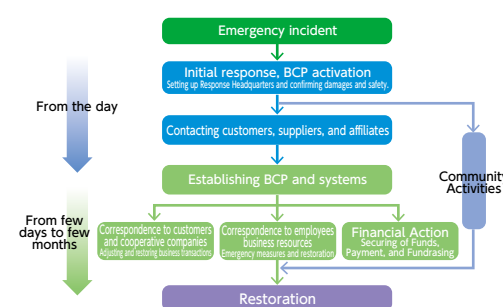 Emergency incident
Initial response, BCP activation
Setting up Response Headquarters and confirming damages and safety.
From the day
Contacting customers, suppliers, and affiliates
Establishing BCP and systems
Community
Activities
From few
days to few
months
Correspondence to customers
and cooperative companies
Adjusting and restoring business transactions
Correspondence to employees
business resources
Emergency measures and restoration
Financial Action
Securing of Funds,
Payment, and Fundrasing
Restoration